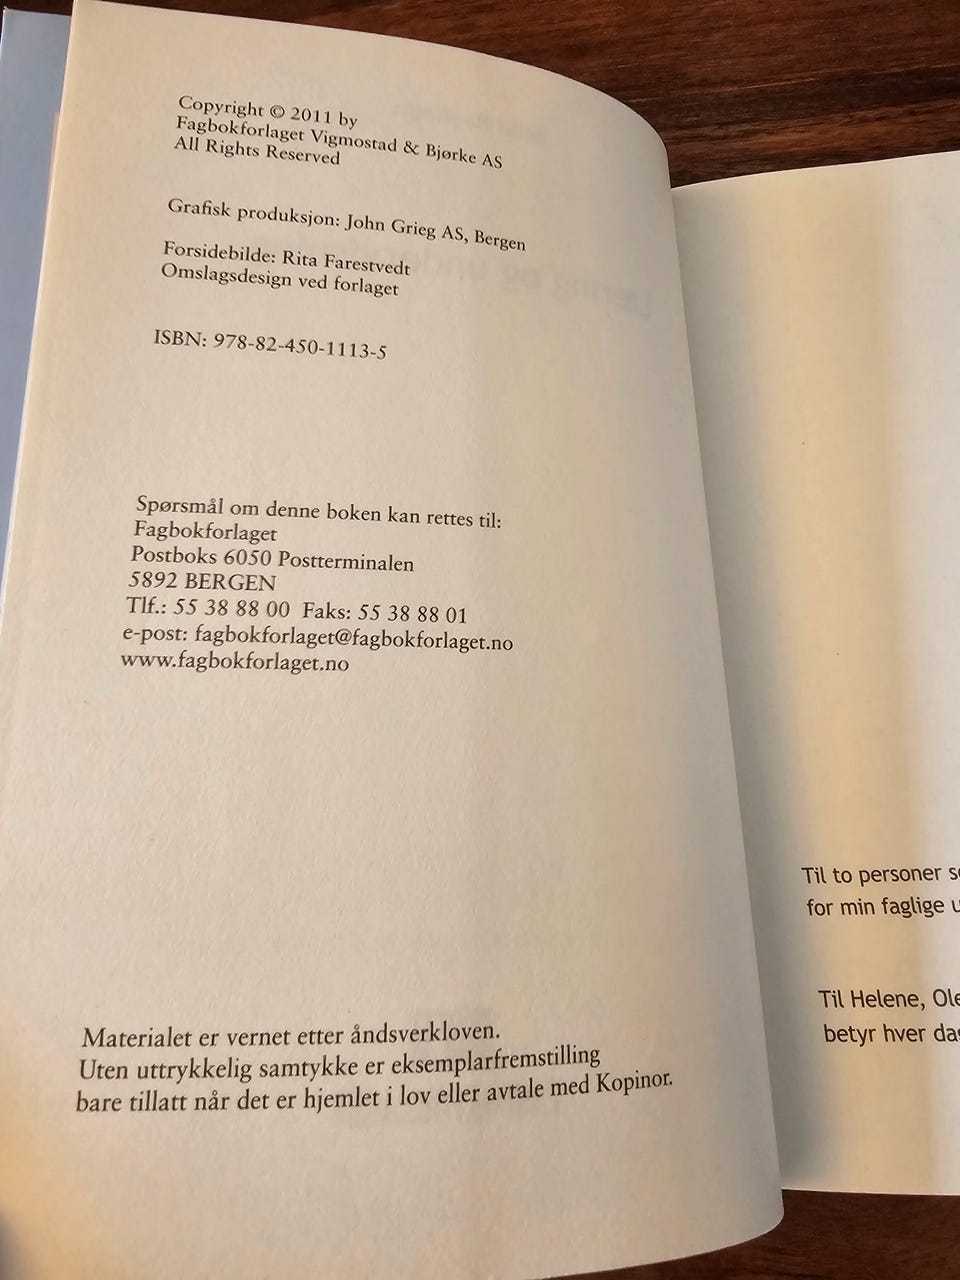 Copyright © 2011 by
Fagbokforlaget Vigmostad & Bjørke AS
All Rights Reserved
Grafisk produksjon: John Grieg AS, Bergen
Forsidebilde: Rita Farestvedt
Omslagsdesign ved forlaget
ISBN: 978-82-450-1113-5
Spørsmål om denne boken kan rettes til:
Fagbokforlaget
Postboks 6050 Postterminalen
5892 BERGEN
Tlf.: 55 38 88 00 Faks: 55 38 88 01
e-post: fagbokforlaget@fagbokforlaget.no
www.fagbokforlaget.no
Materialet er vernet etter åndsverkloven.
Uten uttrykkelig samtykke er eksemplarfremstilling
bare tillatt når det er hjemlet i lov eller avtale med Kopinor.
Til to personer
for min faglige
Til Helene,
betyr hver